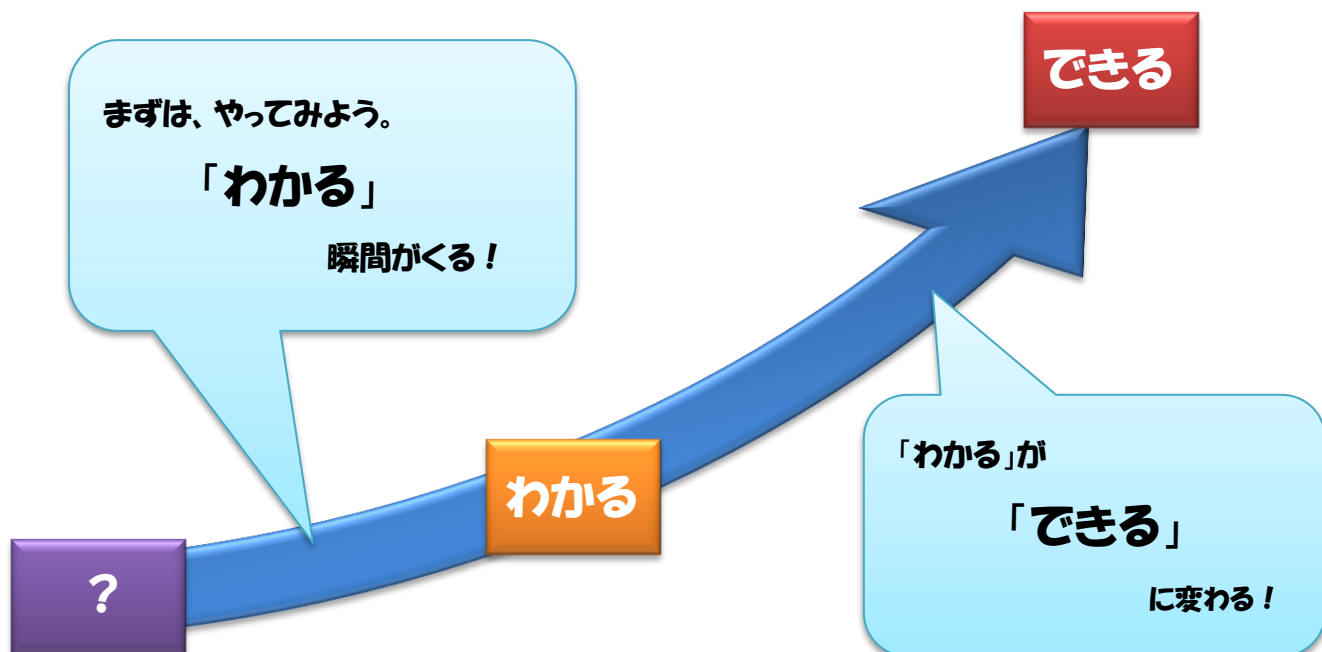 まずは、やってみよう。
「わかる」
瞬間がくる！
できる
「わかる」が
「できる」
に変わる！
わかる
？